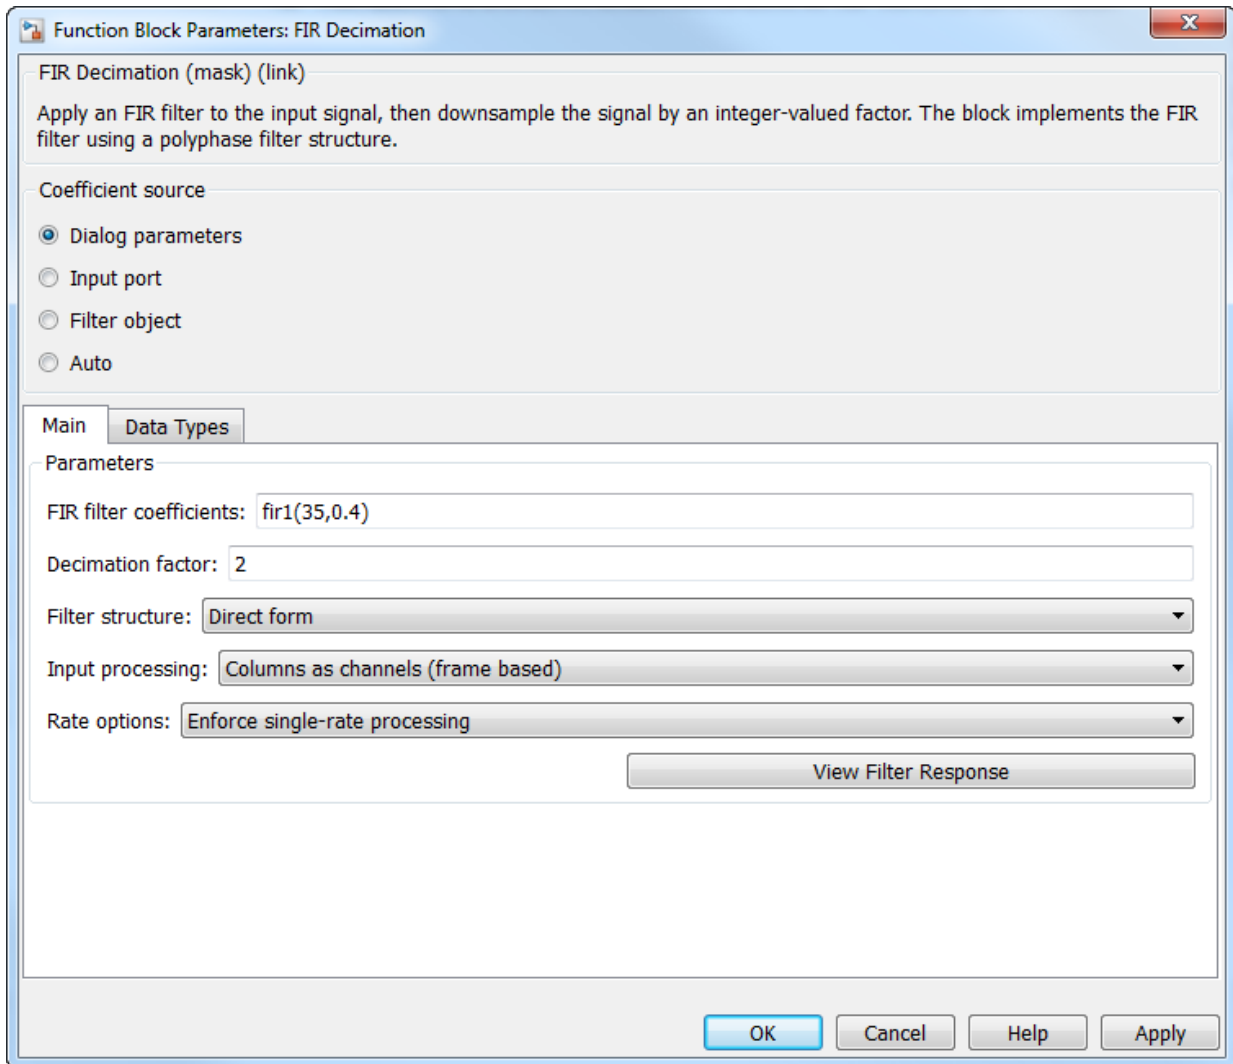 Function Block Parameters: FIR Decimation
FIR Decimation (mask) (link)
Apply an FIR filter to the input signal, then downsample the signal by an integer-valued factor. The block implements the FIR
filter using a polyphase filter structure.
Coefficient source
Dialog parameters
Input port
Filter object
Auto
Main Data Types
Parameters
FIR filter coefficients: fir1(35,0.4)
Decimation factor: 2
Filter structure: Direct form
Input processing: Columns as channels (frame based)
Rate options: Enforce single-rate processing
View Filter Response
OK Cancel Help Apply